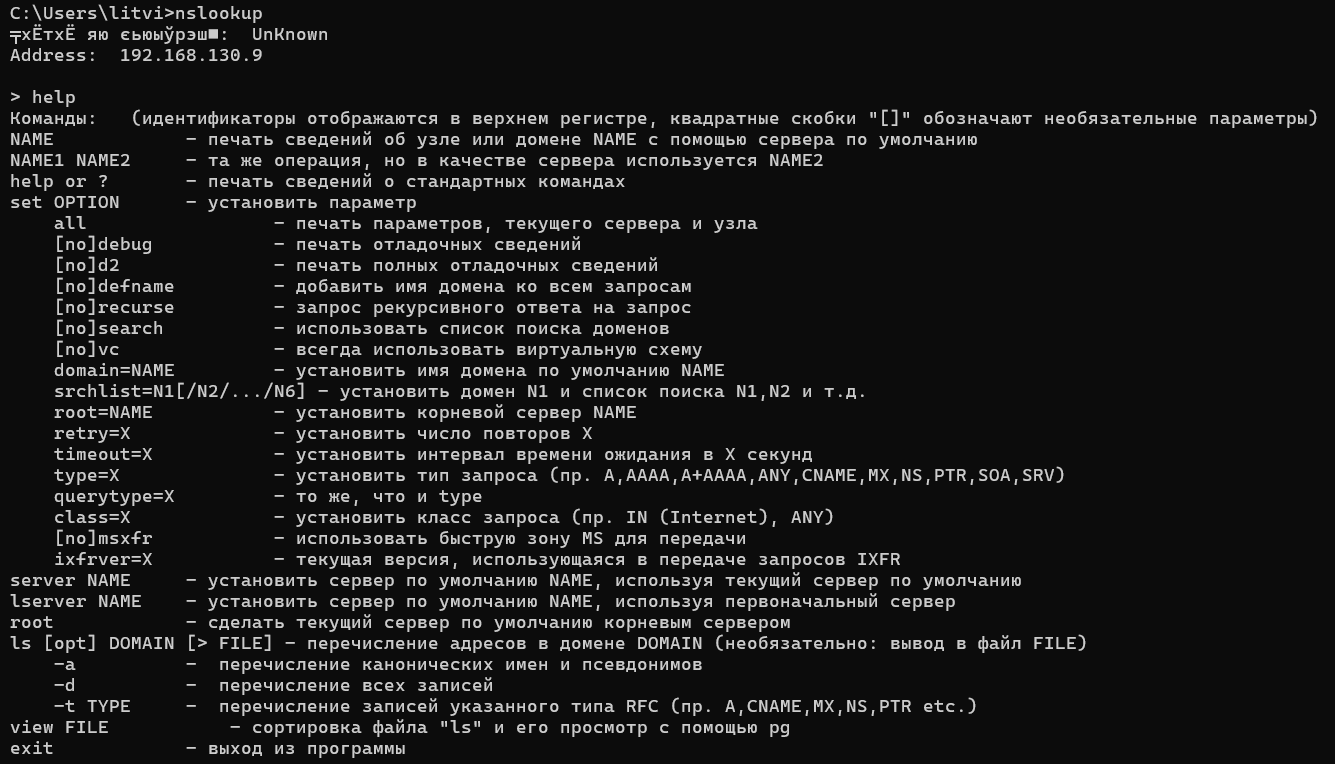 C:\Users\litvi>nslookup
╤хЁтхЁ яю єьюыўрэш■:  UnKnown
Address:  192.168.130.9

> help
Команды:   (идентификаторы отображаются в верхнем регистре, квадратные скобки "[]" обозначают необязательные параметры)
NAME            - печать сведений об узле или домене NAME с помощью сервера по умолчанию
NAME1 NAME2     - та же операция, но в качестве сервера используется NAME2
help or ?       - печать сведений о стандартных командах
set OPTION      - установить параметр
    all                 - печать параметров, текущего сервера и узла
    [no]debug           - печать отладочных сведений
    [no]d2              - печать полных отладочных сведений
    [no]defname         - добавить имя домена ко всем запросам
    [no]recurse         - запрос рекурсивного ответа на запрос
    [no]search          - использовать список поиска доменов
    [no]vc              - всегда использовать виртуальную схему
    domain=NAME         - установить имя домена по умолчанию NAME
    srchlist=N1[/N2/.../N6] - установить домен N1 и список поиска N1,N2 и т.д.
    root=NAME           - установить корневой сервер NAME
    retry=X             - установить число повторов X
    timeout=X           - установить интервал времени ожидания в X секунд
    type=X              - установить тип запроса (пр. A,AAAA,A+AAAA,ANY,CNAME,MX,NS,PTR,SOA,SRV)
    querytype=X         - то же, что и type
    class=X             - установить класс запроса (пр. IN (Internet), ANY)
    [no]msxfr           - использовать быструю зону MS для передачи
    ixfrver=X           - текущая версия, использующаяся в передаче запросов IXFR
server NAME     - установить сервер по умолчанию NAME, используя текущий сервер по умолчанию
lserver NAME    - установить сервер по умолчанию NAME, используя первоначальный сервер
root            - сделать текущий сервер по умолчанию корневым сервером
ls [opt] DOMAIN [> FILE] - перечисление адресов в домене DOMAIN (необязательно: вывод в файл FILE)
    -a          -  перечисление канонических имен и псевдонимов
    -d          -  перечисление всех записей
    -t TYPE     -  перечисление записей указанного типа RFC (пр. A,CNAME,MX,NS,PTR etc.)
view FILE           - сортировка файла "ls" и его просмотр с помощью pg
exit            - выход из программы